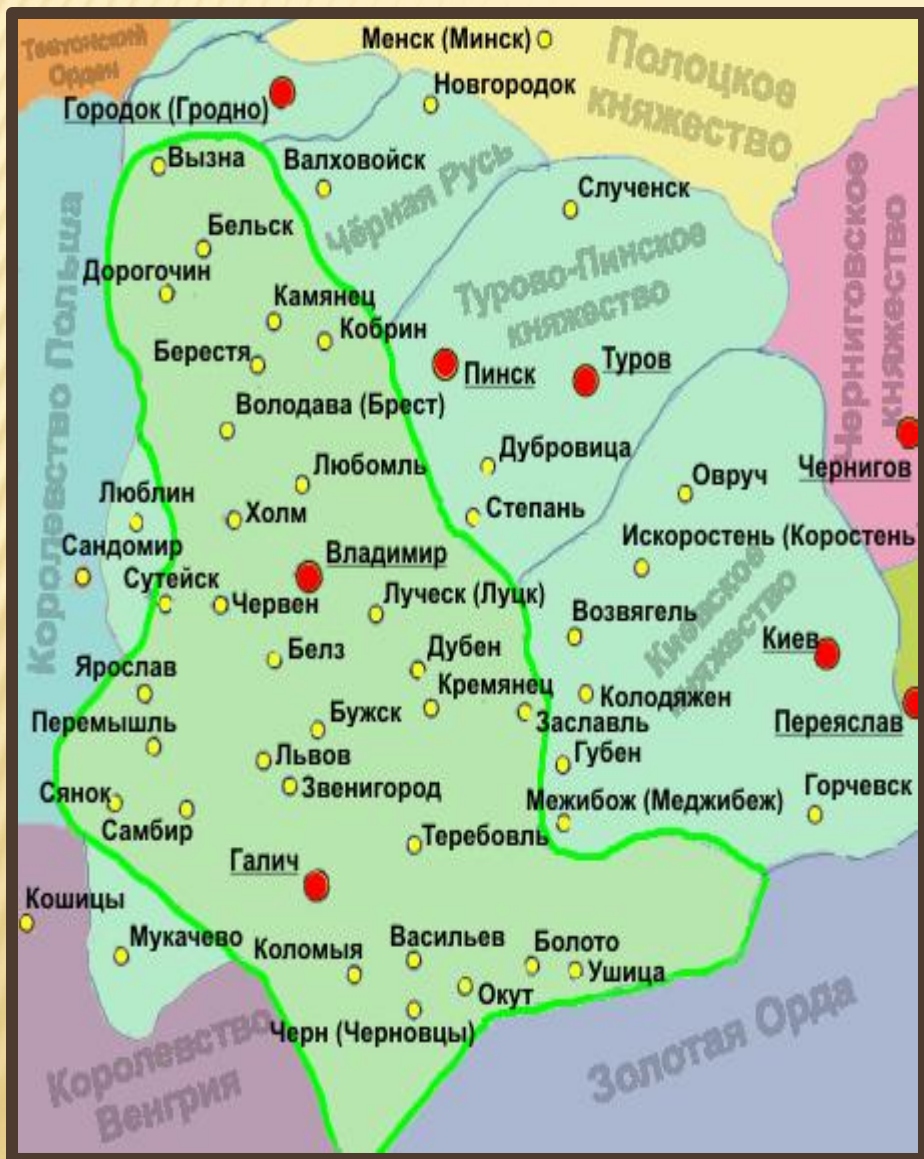 Тевтонский
Орден
Менск (Минск)
Полоцкое
княжество
Городок (Гродно)
Новгородок
Вызна
Валховойск
Чёрная Русь
Слученск
Черниговское
княжество
Королевство Польша
Бельск
Дорогочин
Турово-Пинское
княжество
Камянец
Кобрин
Берестя
Пинск
Туров
Володава (Брест)
Чернигов
Любомль
Дубровица
Овруч
Люблин
Холм
Степань
Сандомир
Искоростень (Коростень
Владимир
Сутейск
Червен
Луческ (Луцк)
Возвягель
Киевское
княжество
Киев
Белз
Дубен
Ярослав
Кремянец
Колодяжен
Переяслав
Перемышль
Бужск
Заславль
Львов
Губен
Звенигород
Сянок
Межибож (Меджибеж)
Горчевск
Самбир
Теребовль
Галич
Кошицы
Мукачево
Коломыя
Васильев
Болото
Ушица
Окут
Черн (Черновцы)
Королевство
Венгрия
Золотая Орда